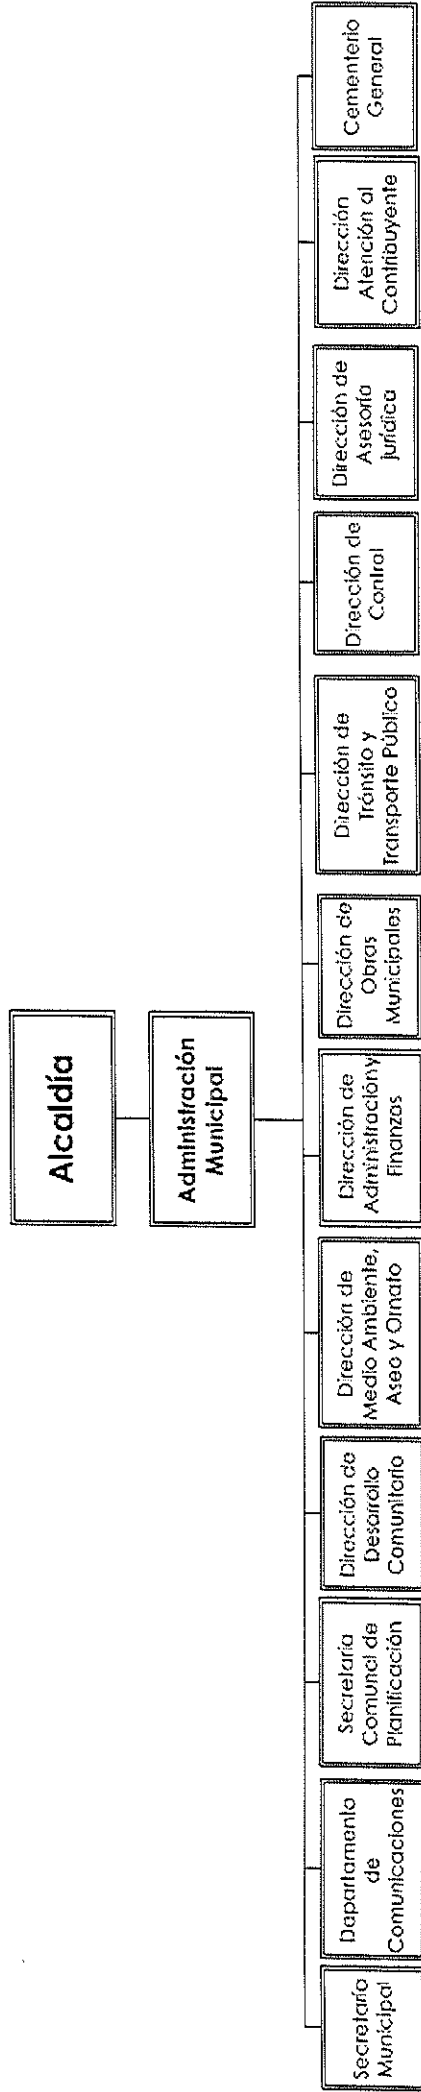 Alcaldía
Administración
Municipal
Secretario
Municipal
Departamento
de
Comunicaciones
Secretaría
Comunal de
Planificación
Dirección de
Desarrollo
Comunitario
Dirección de
Medio Ambiente,
Aseo y Ornato
Dirección de
Administración y
Finanzas
Dirección de
Obras
Municipales
Dirección de
Tránsito y
Transporte Público
Dirección de
Control
Dirección de
Asesoría
jurídica
Dirección
Atención al
Contribuyente
Cementerio
General